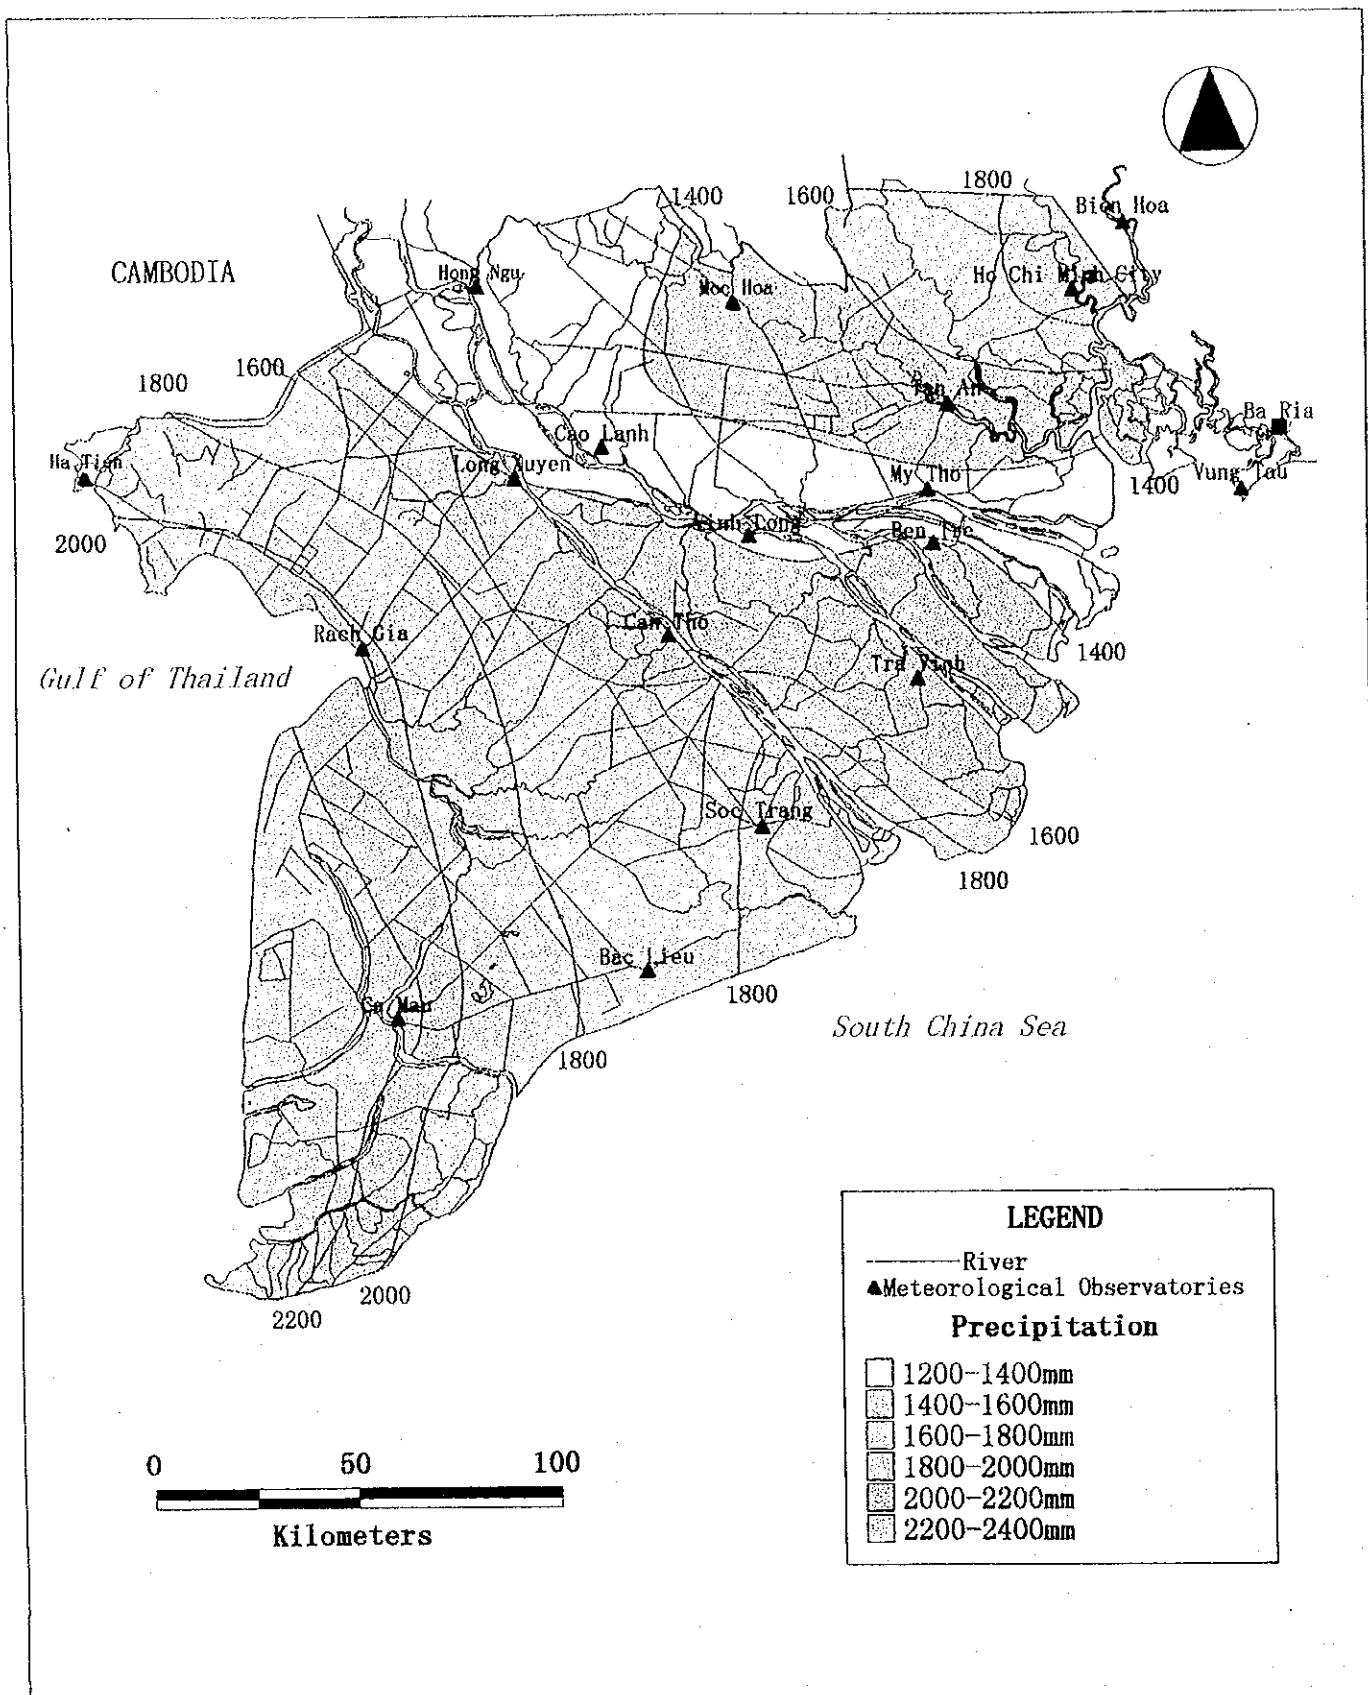 1400
1600
1800
Bien Hoa
CAMBODIA
Hong Ngu
Moc Hoa
Ho Chi Minh City
1600
1800
Tan An
Ba Ria
Cao Lanh
Ha Tien
Long Xuyen
My Tho
1400
Vung Tau
Vinh Long
Ben Tre
2000
Rach Gia
Can Tho
1400
Tra Vinh
Gulf of Thailand
Soc Trang
1600
1800
Bac Lieu
1800
Ca Mau
South China Sea
1800
2000
2200
LEGEND
River
Meteorological Observatories
Precipitation
1200-1400mm
1400-1600mm
1600-1800mm
1800-2000mm
2000-2200mm
2200-2400mm
0 50 100
Kilometers